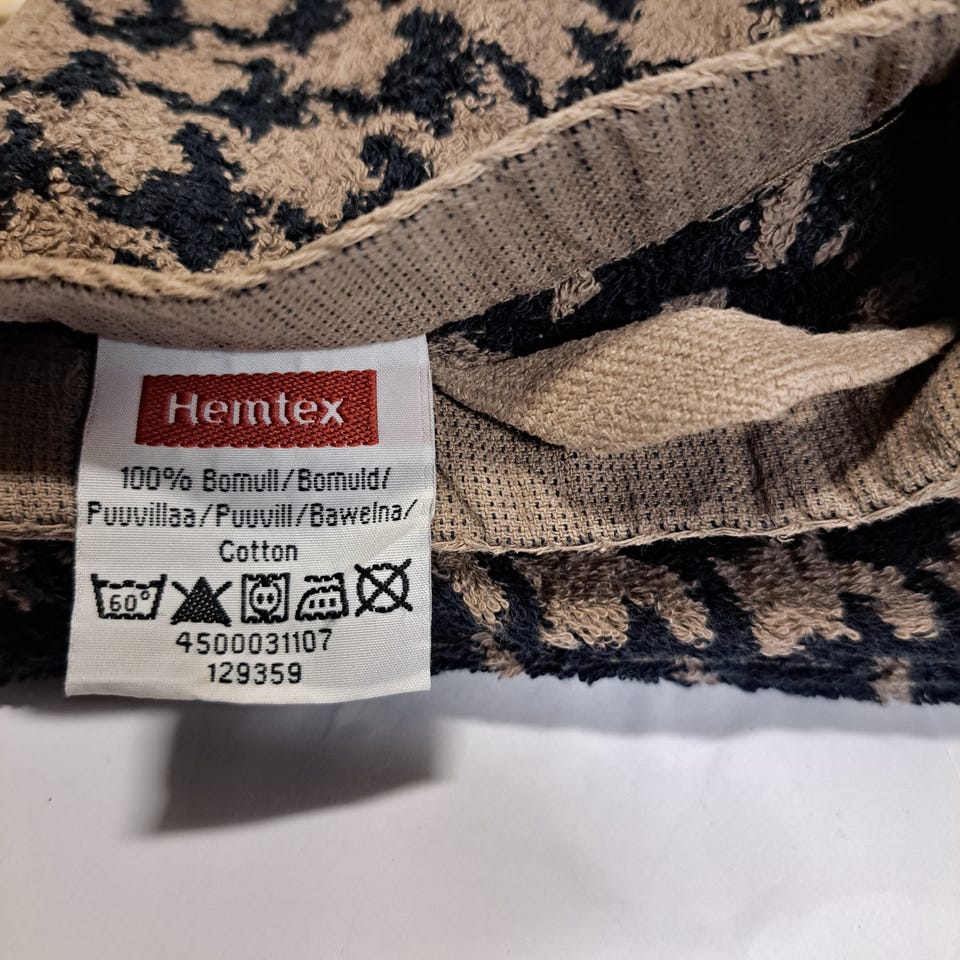 Hemtex
100% Bomull/Bomuld/
Puuvillaa/Puuvill/Bawelna/
Cotton
60°
4500031107
129359